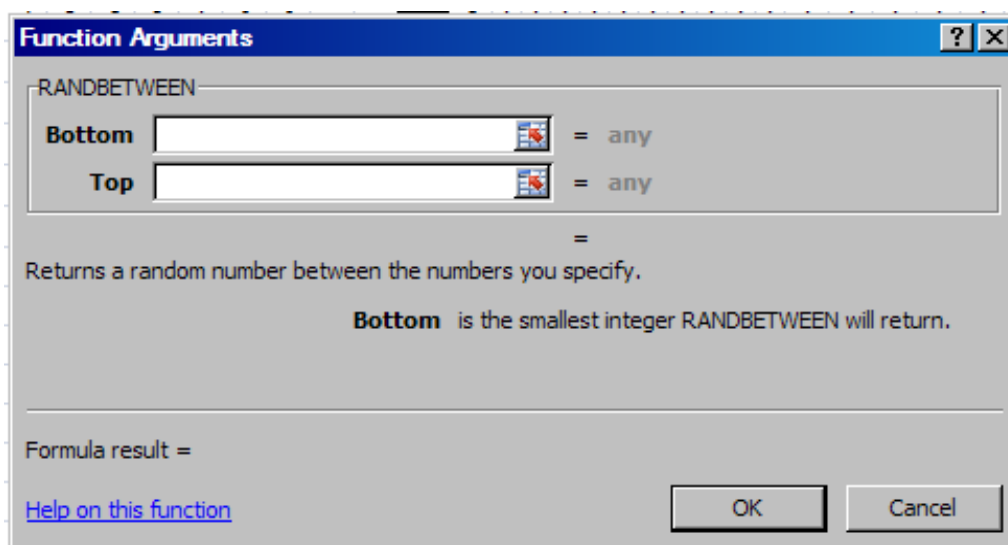 Function Arguments
RANDBETWEEN
Bottom = any
Top = any
=
Returns a random number between the numbers you specify.
Bottom is the smallest integer RANDBETWEEN will return.
Formula result =
Help on this function
OK Cancel